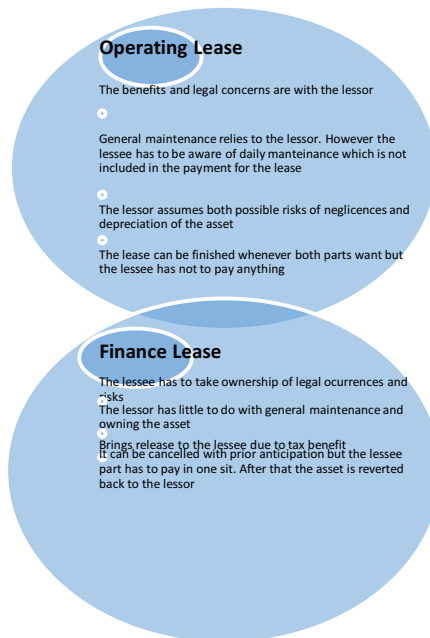 Operating Lease
The benefits and legal concerns are with the lessor
General maintenance relies to the lessor. However the
lessee has to be aware of daily manteinance which is not
included in the payment for the lease
The lessor assumes both possible risks of neglicences and
depreciation of the asset
The lease can be finished whenever both parts want but
the lessee has not to pay anything
Finance Lease
The lessee has to take ownership of legal ocurrences and
risks
The lessor has little to do with general maintenance and
owning the asset
Brings release to the lessee due to tax benefit
It can be cancelled with prior anticipation but the lessee
part has to pay in one sit. After that the asset is reverted
back to the lessor